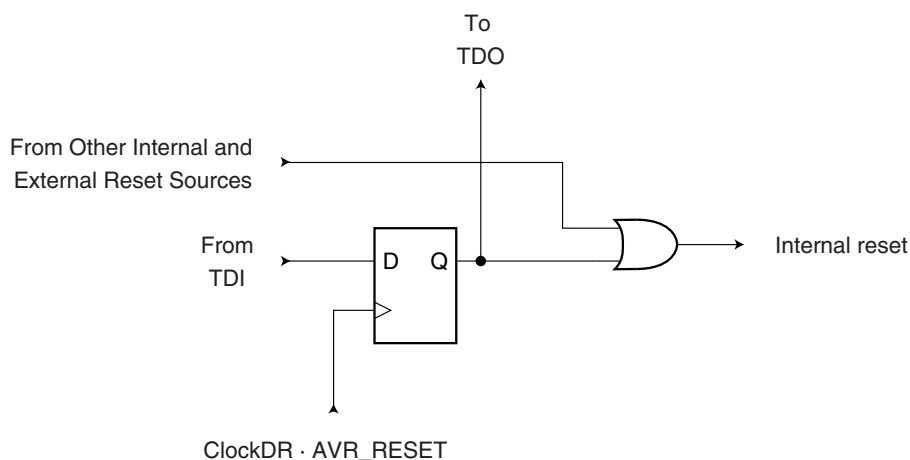 To
TDO
From Other Internal and
External Reset Sources
From
TDI
D Q
Internal reset
ClockDR · AVR_RESET